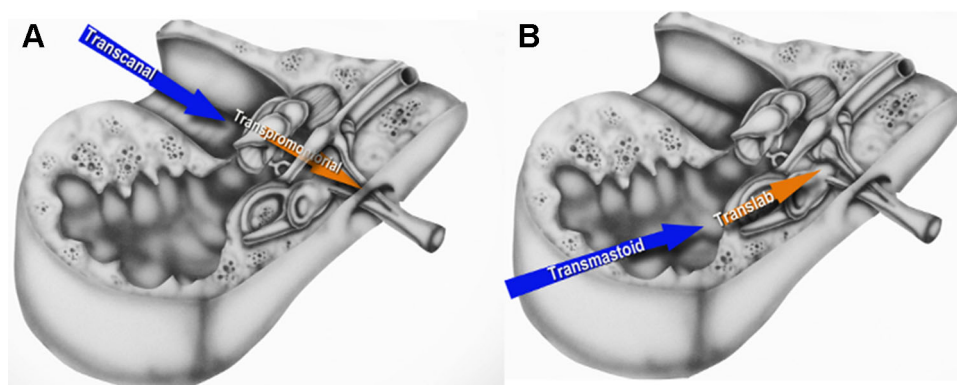 A
Transcanal
Transpromontorial
B
Transmastoid
Translab